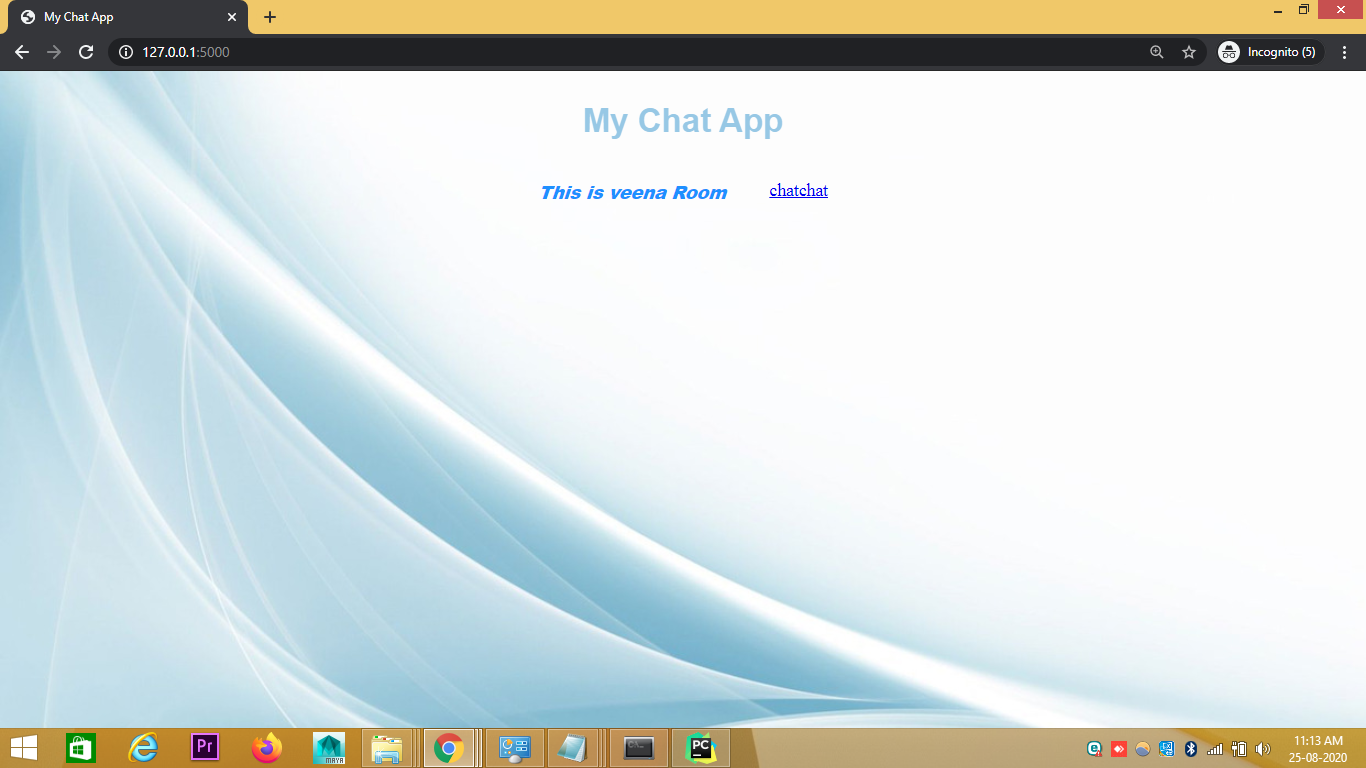 My Chat App
127.0.0.1:5000
Incognito (5)
My Chat App
This is veena Room chatchat
Pr
MAYA
C:\.
PC
11:13 AM
25-08-2020